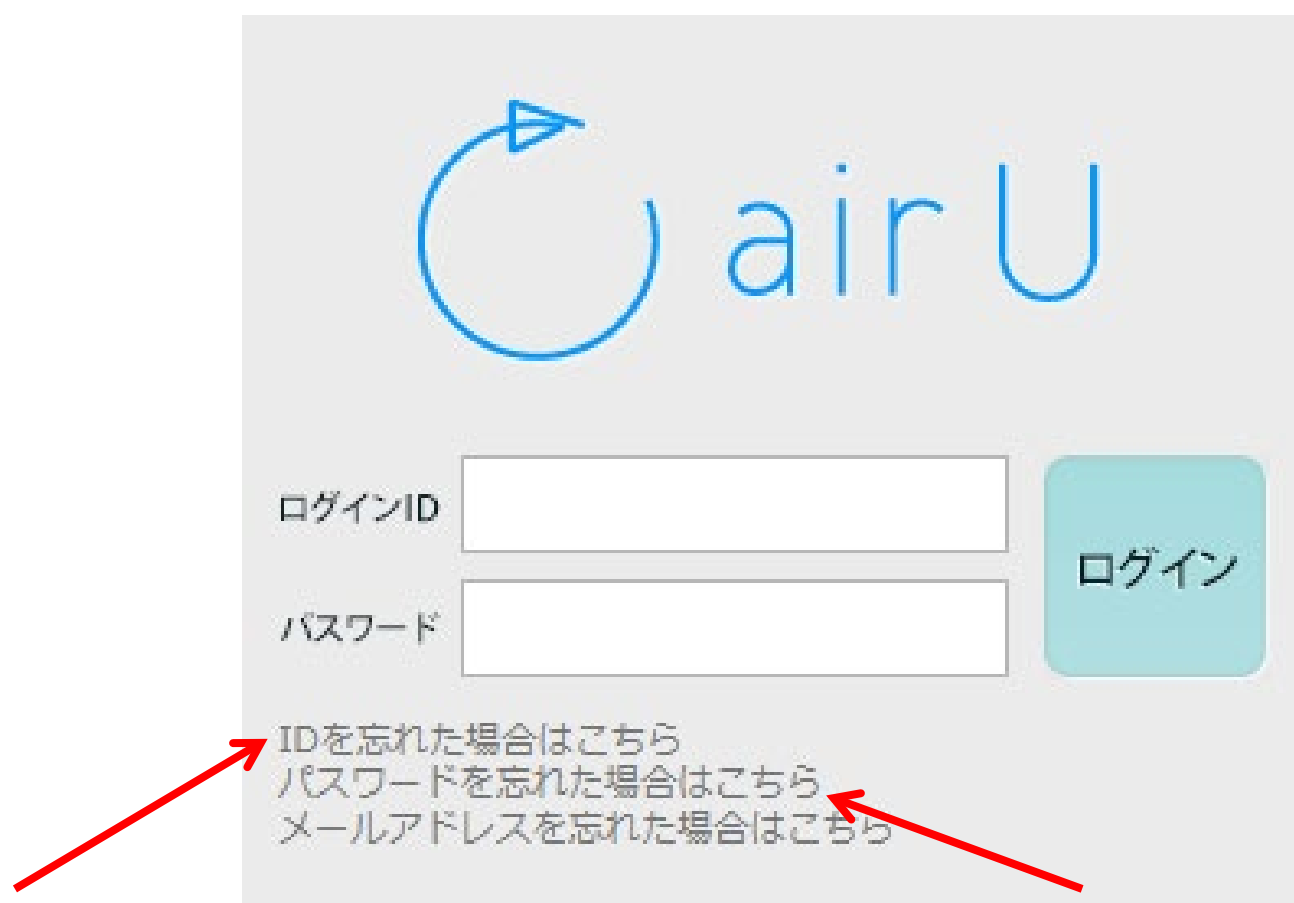 airU
ログインID
ログイン
パスワード
IDを忘れた場合はこちら
パスワードを忘れた場合はこちら
メールアドレスを忘れた場合はこちら